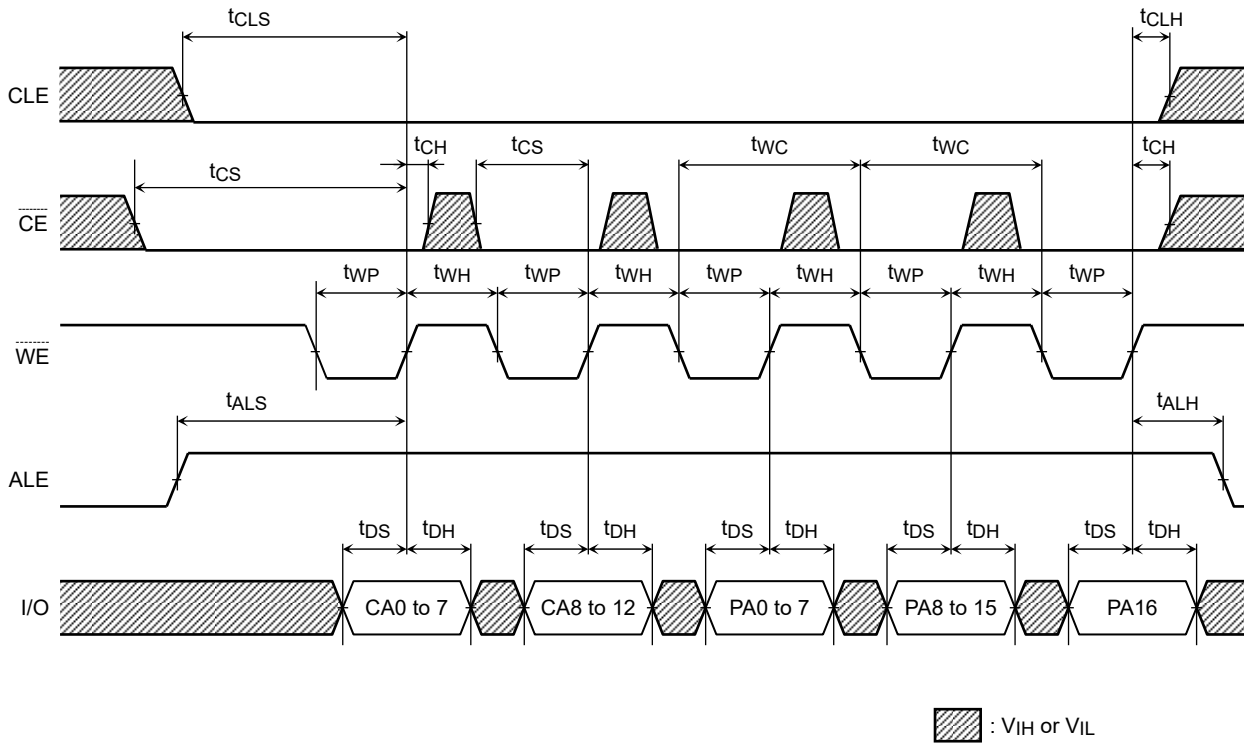 tCLS tCLH
CLE
tCH tCS tWC tWC tCH
tCS
CE
tWP tWH tWP tWH tWP tWH tWP tWH tWP
WE
tALS tALH
ALE
tDS tDH tDS tDH tDS tDH tDS tDH tDS tDH
I/O CA0 to 7 CA8 to 12 PA0 to 7 PA8 to 15 PA16
: VIH or VIL